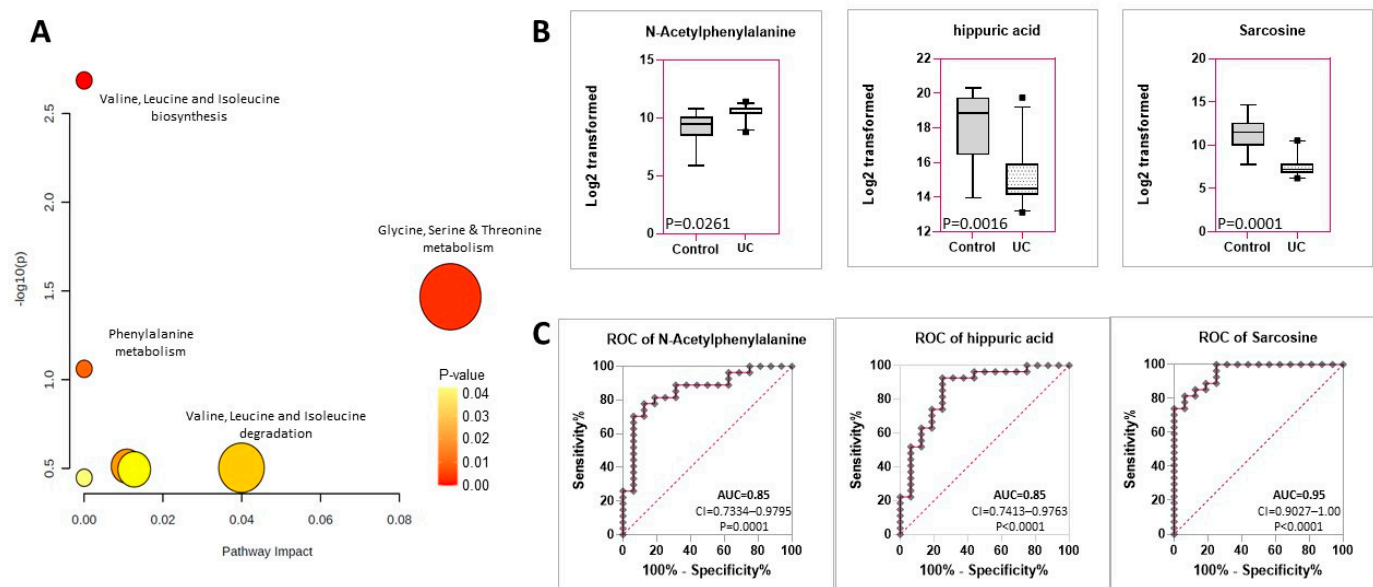 A
Valine, Leucine and Isoleucine
biosynthesis
Glycine, Serine & Threonine
metabolism
Phenylalanine
metabolism
Valine, Leucine and Isoleucine
degradation
-log10(p)
2.5
2.0
1.5
1.0
0.5
0.00
0.02
0.04
0.06
0.08
Pathway Impact
P-value
0.04
0.03
0.02
0.01
0.00
B
N-Acetylphenylalanine
Log2 transformed
15
10
5
0
P=0.0261
Control
UC
hippuric acid
Log2 transformed
22
20
18
16
14
12
P=0.0016
Control
UC
Sarcosine
Log2 transformed
20
15
10
5
0
P=0.0001
Control
UC
C
ROC of N-Acetylphenylalanine
Sensitivity%
100
80
60
40
20
0
AUC=0.85
CI=0.7334–0.9795
P=0.0001
0
20
40
60
80
100
100% - Specificity%
ROC of hippuric acid
Sensitivity%
100
80
60
40
20
0
AUC=0.85
CI=0.7413–0.9763
P<0.0001
0
20
40
60
80
100
100% - Specificity%
ROC of Sarcosine
Sensitivity%
100
80
60
40
20
0
AUC=0.95
CI=0.9027–1.00
P<0.0001
0
20
40
60
80
100
100% - Specificity%